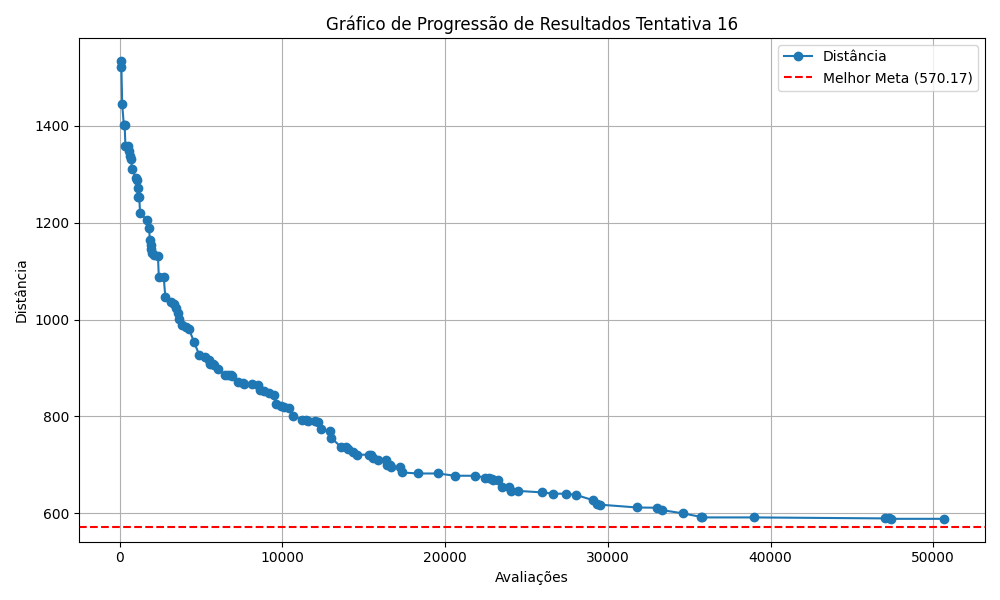 Gráfico de Progressão de Resultados Tentativa 16
Distância
Melhor Meta (570.17)
1400
1200
1000
800
600
Distância
0
10000
20000
30000
40000
50000
Avaliações